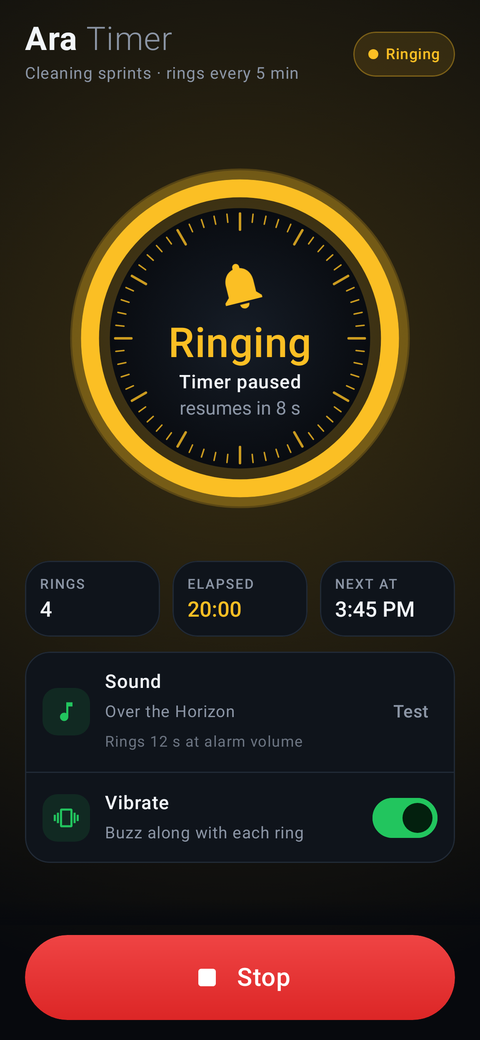 Ara Timer
Cleaning sprints · rings every 5 min
Ringing
Ringing
Timer paused
resumes in 8 s
RINGS
4
ELAPSED
20:00
NEXT AT
3:45 PM
Sound
Over the Horizon
Rings 12 s at alarm volume
Test
Vibrate
Buzz along with each ring
Stop